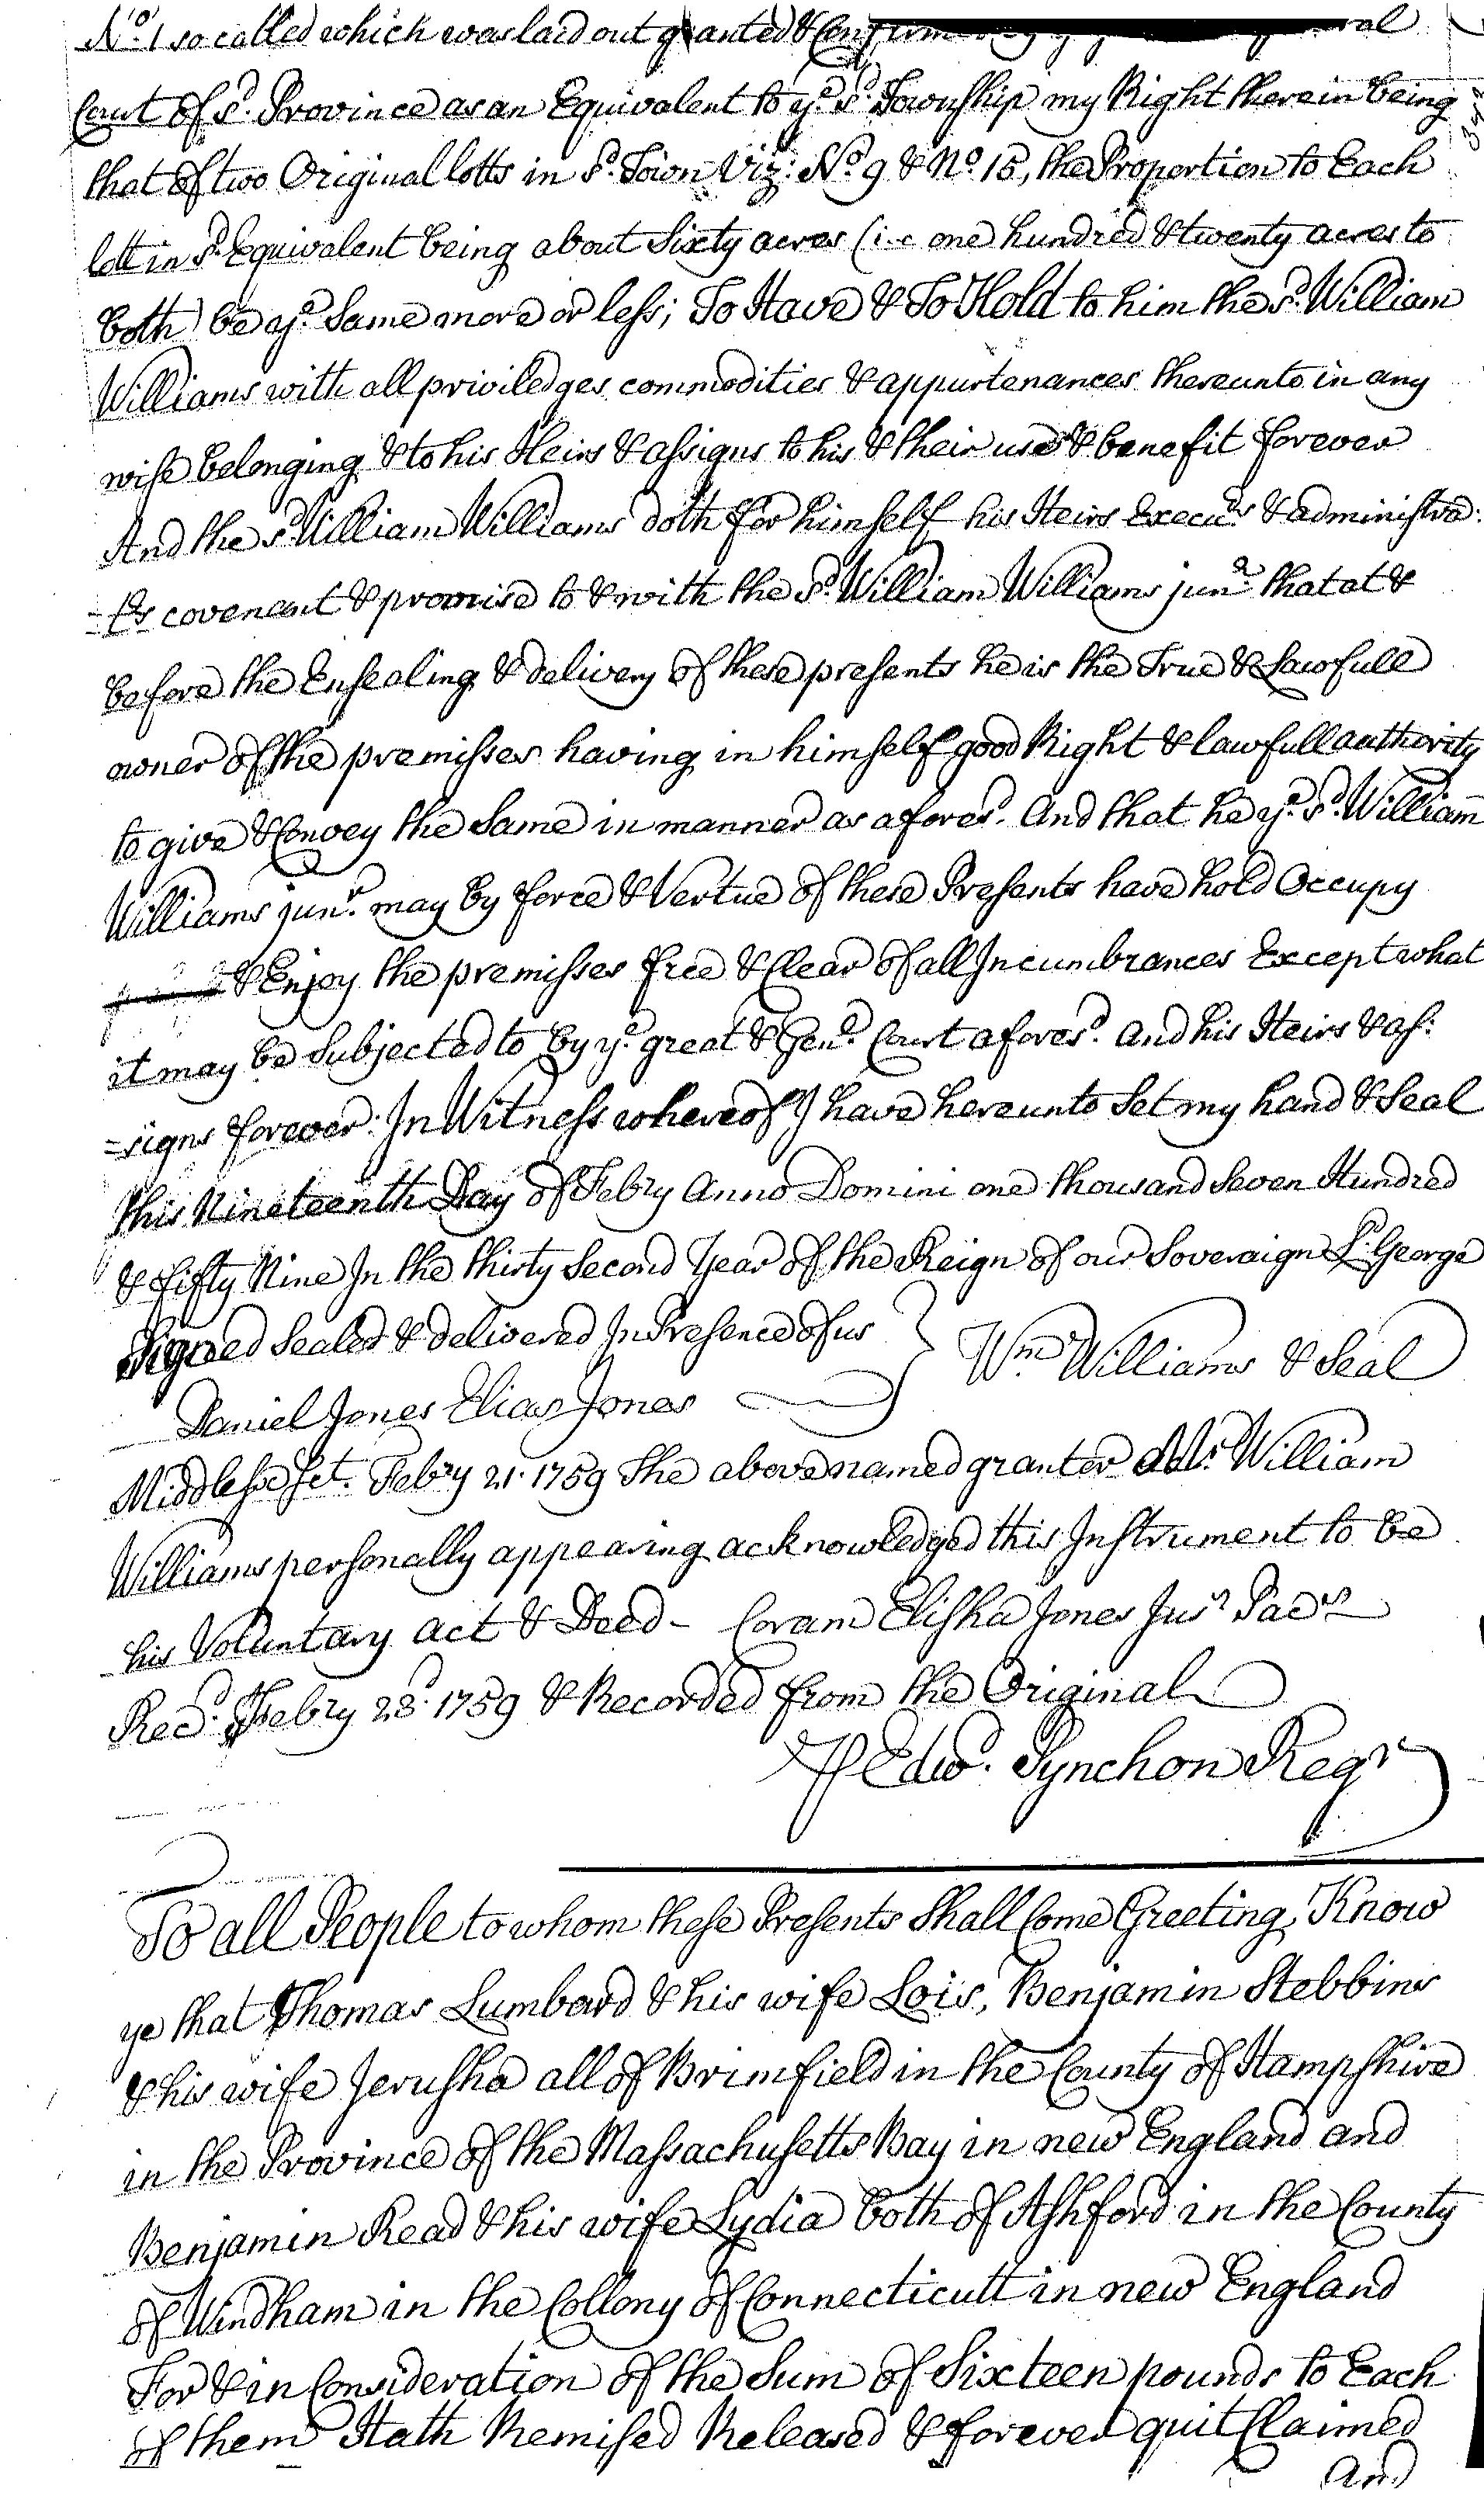 No. 1 so called which was laid out granted & Confirm
Court of sd. Province as an Equivalent to ye. sd. Township my Right therein being
that of two Original lotts in sd. Town Viz: No. 9 & No. 15, the Proportion to Each
lott in sd. Equivalent being about Sixty acres (i.e one hundred & twenty acres to
both) be ye. Same more or less; To Have & To Hold to him the sd. William
Williams with all priviledges commodities & appurtenances thereunto in any
wise belonging & to his Heirs & assigns to his & their use & benefit forever
And the sd. William Williams doth for himself his Heirs Execurs & administra:
-trs covenant & promise to & with the sd. William Williams junr. that at &
before the Ensealing & delivery of these presents he is the True & Lawfull
owner of the premisses having in himself good Right & lawfull authority
to give & Convey the Same in manner as aforesd. And that he ye. sd. William
Williams junr. may by force & Vertue of these Presents have hold Occupy
& Enjoy the premisses free & Clear of all Incumbrances Except what
it may be Subjected to by ye. great & Genll. Court aforesd. and his Heirs & as:
-signs forever. In Witness whereof I have hereunto Set my hand & Seal
this Nineteenth Day of Febry Anno Domini one thousand Seven Hundred
& fifty Nine In the thirty Second Year of the Reign of our Soveraign Ld. George
Signed Sealed & delivered In Presence of us } Wm. Williams & Seal
Daniel Jones Elias Jones
Middlesex sct. Febry 21. 1759 The above named granter Mr. William
Williams personally appearing acknowledged this Instrument to be
his Voluntary act & Deed - Coram Elisha Jones Jusr Pacs
Recd. Febry 23d. 1759 & Recorded from the Original
P Edwd. Pynchon Regr
To all People to whom these Presents Shall Come Greeting, Know
ye that Thomas Lumbard & his wife Lois, Benjamin Stebbins
& his wife Jerusha all of Brimfield in the County of Hampshire
in the Province of the Massachusetts Bay in new England and
Benjamin Read & his wife Lydia both of Ashford in the County
of Windham in the Collony of Connecticutt in new England
For & in Consideration of the Sum of Sixteen pounds to Each
of them Hath Remised Released & forever quit Claimed
And